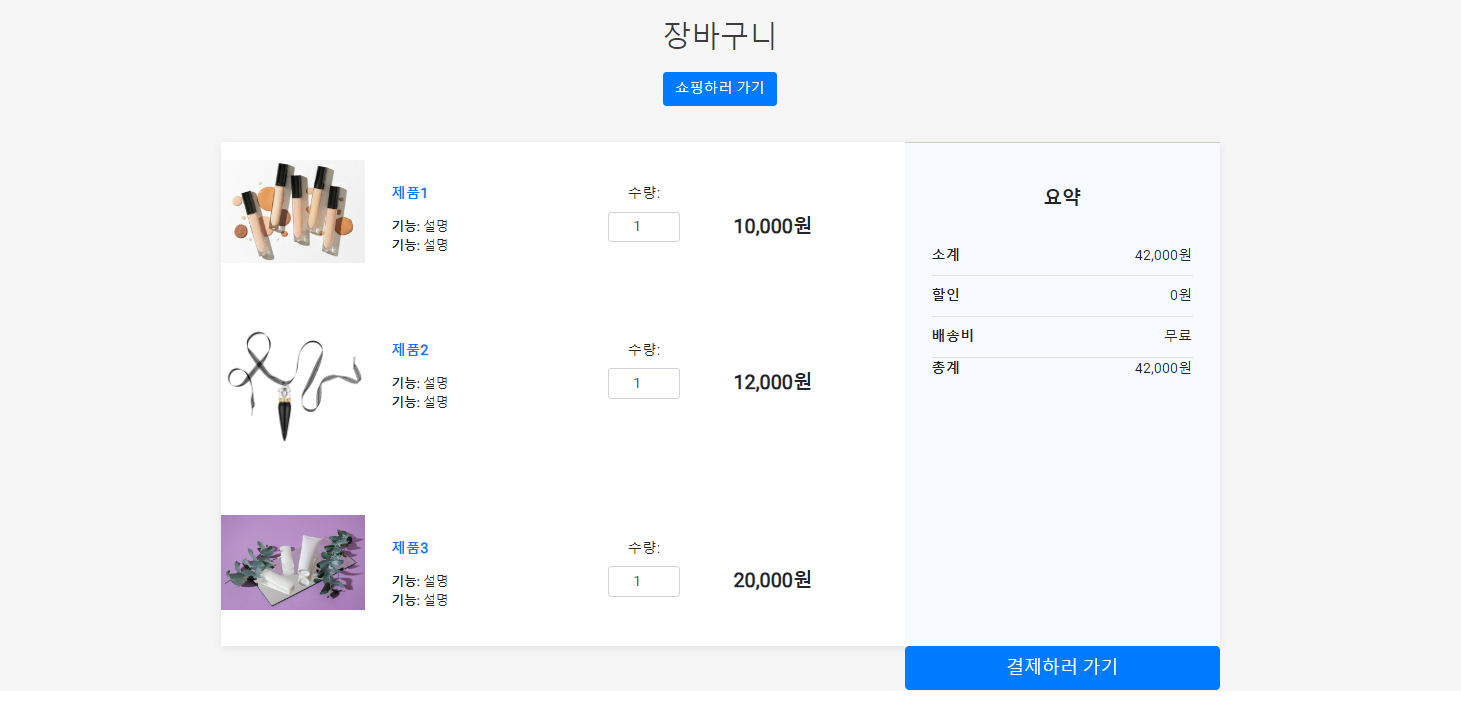 장바구니
쇼핑하러 가기
제품1
기능: 설명
기능: 설명
수량:
1
10,000원
제품2
기능: 설명
기능: 설명
수량:
1
12,000원
제품3
기능: 설명
기능: 설명
수량:
1
20,000원
요약
소계 42,000원
할인 0원
배송비 무료
총계 42,000원
결제하러 가기